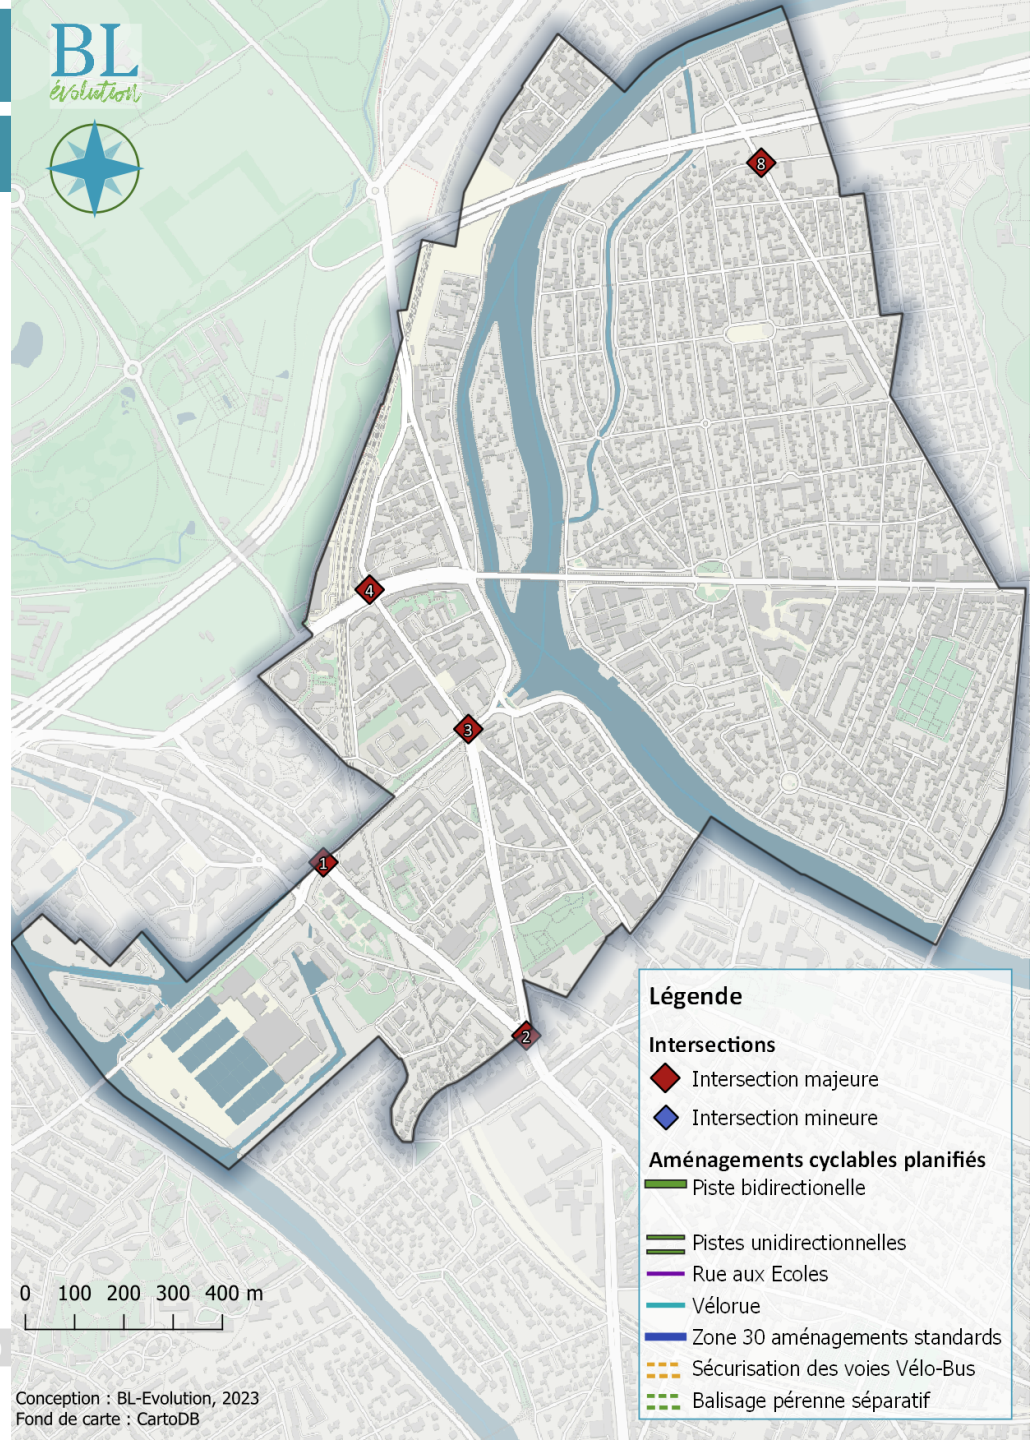 BL
évolution
8
4
3
1
2
Légende
Intersections
Intersection majeure
Intersection mineure
Aménagements cyclables planifiés
Piste bidirectionelle
Pistes unidirectionnelles
Rue aux Ecoles
Vélorue
Zone 30 aménagements standards
Sécurisation des voies Vélo-Bus
Balisage pérenne séparatif
0 100 200 300 400 m
Conception : BL-Evolution, 2023
Fond de carte : CartoDB